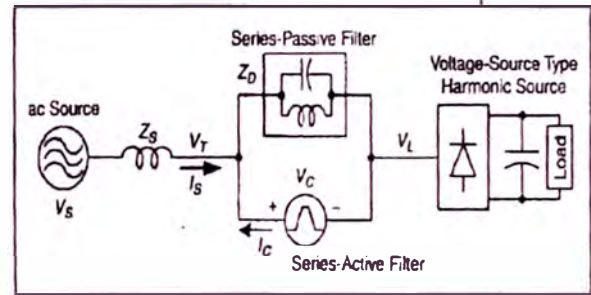 Series-Passive Filter
Z_D
Voltage-Source Type
Harmonic Source
ac Source
Z_S
V_T
V_L
I_S
V_S
V_C
+
-
I_C
Load
Series-Active Filter